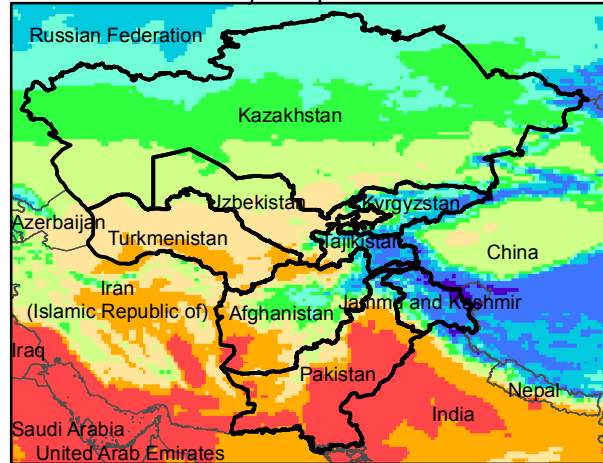 Russian Federation
Kazakhstan
Uzbekistan
Kyrgyzstan
Azerbaijan
Turkmenistan
Tajikistan
China
Iran
(Islamic Republic of)
Afghanistan
Jammu and Kashmir
Iraq
Pakistan
Nepal
India
Saudi Arabia
United Arab Emirates